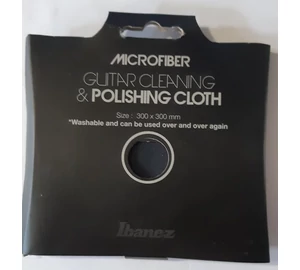 MICROFIBER
GUITAR CLEANING
& POLISHING CLOTH
Size : 300 x 300 mm
"Washable and can be used over and over again
Ibanez